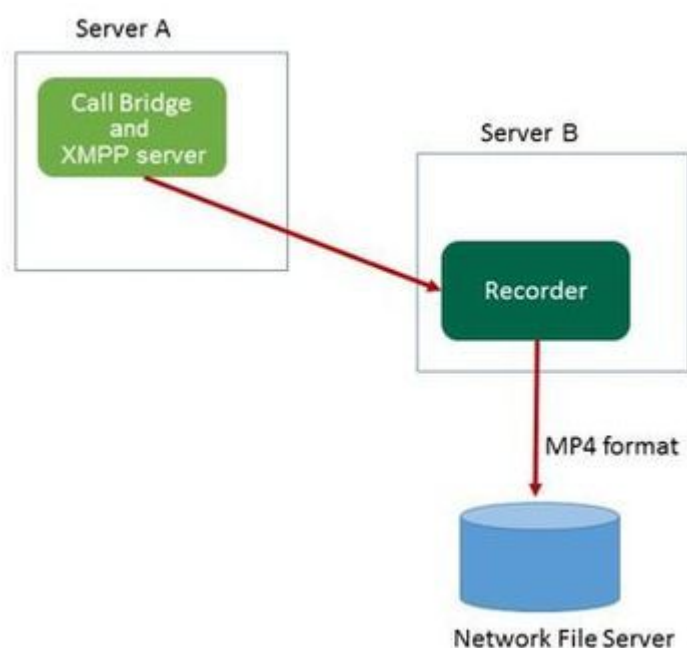 Server A
Call Bridge
and
XMPP server
Server B
Recorder
MP4 format
Network File Server